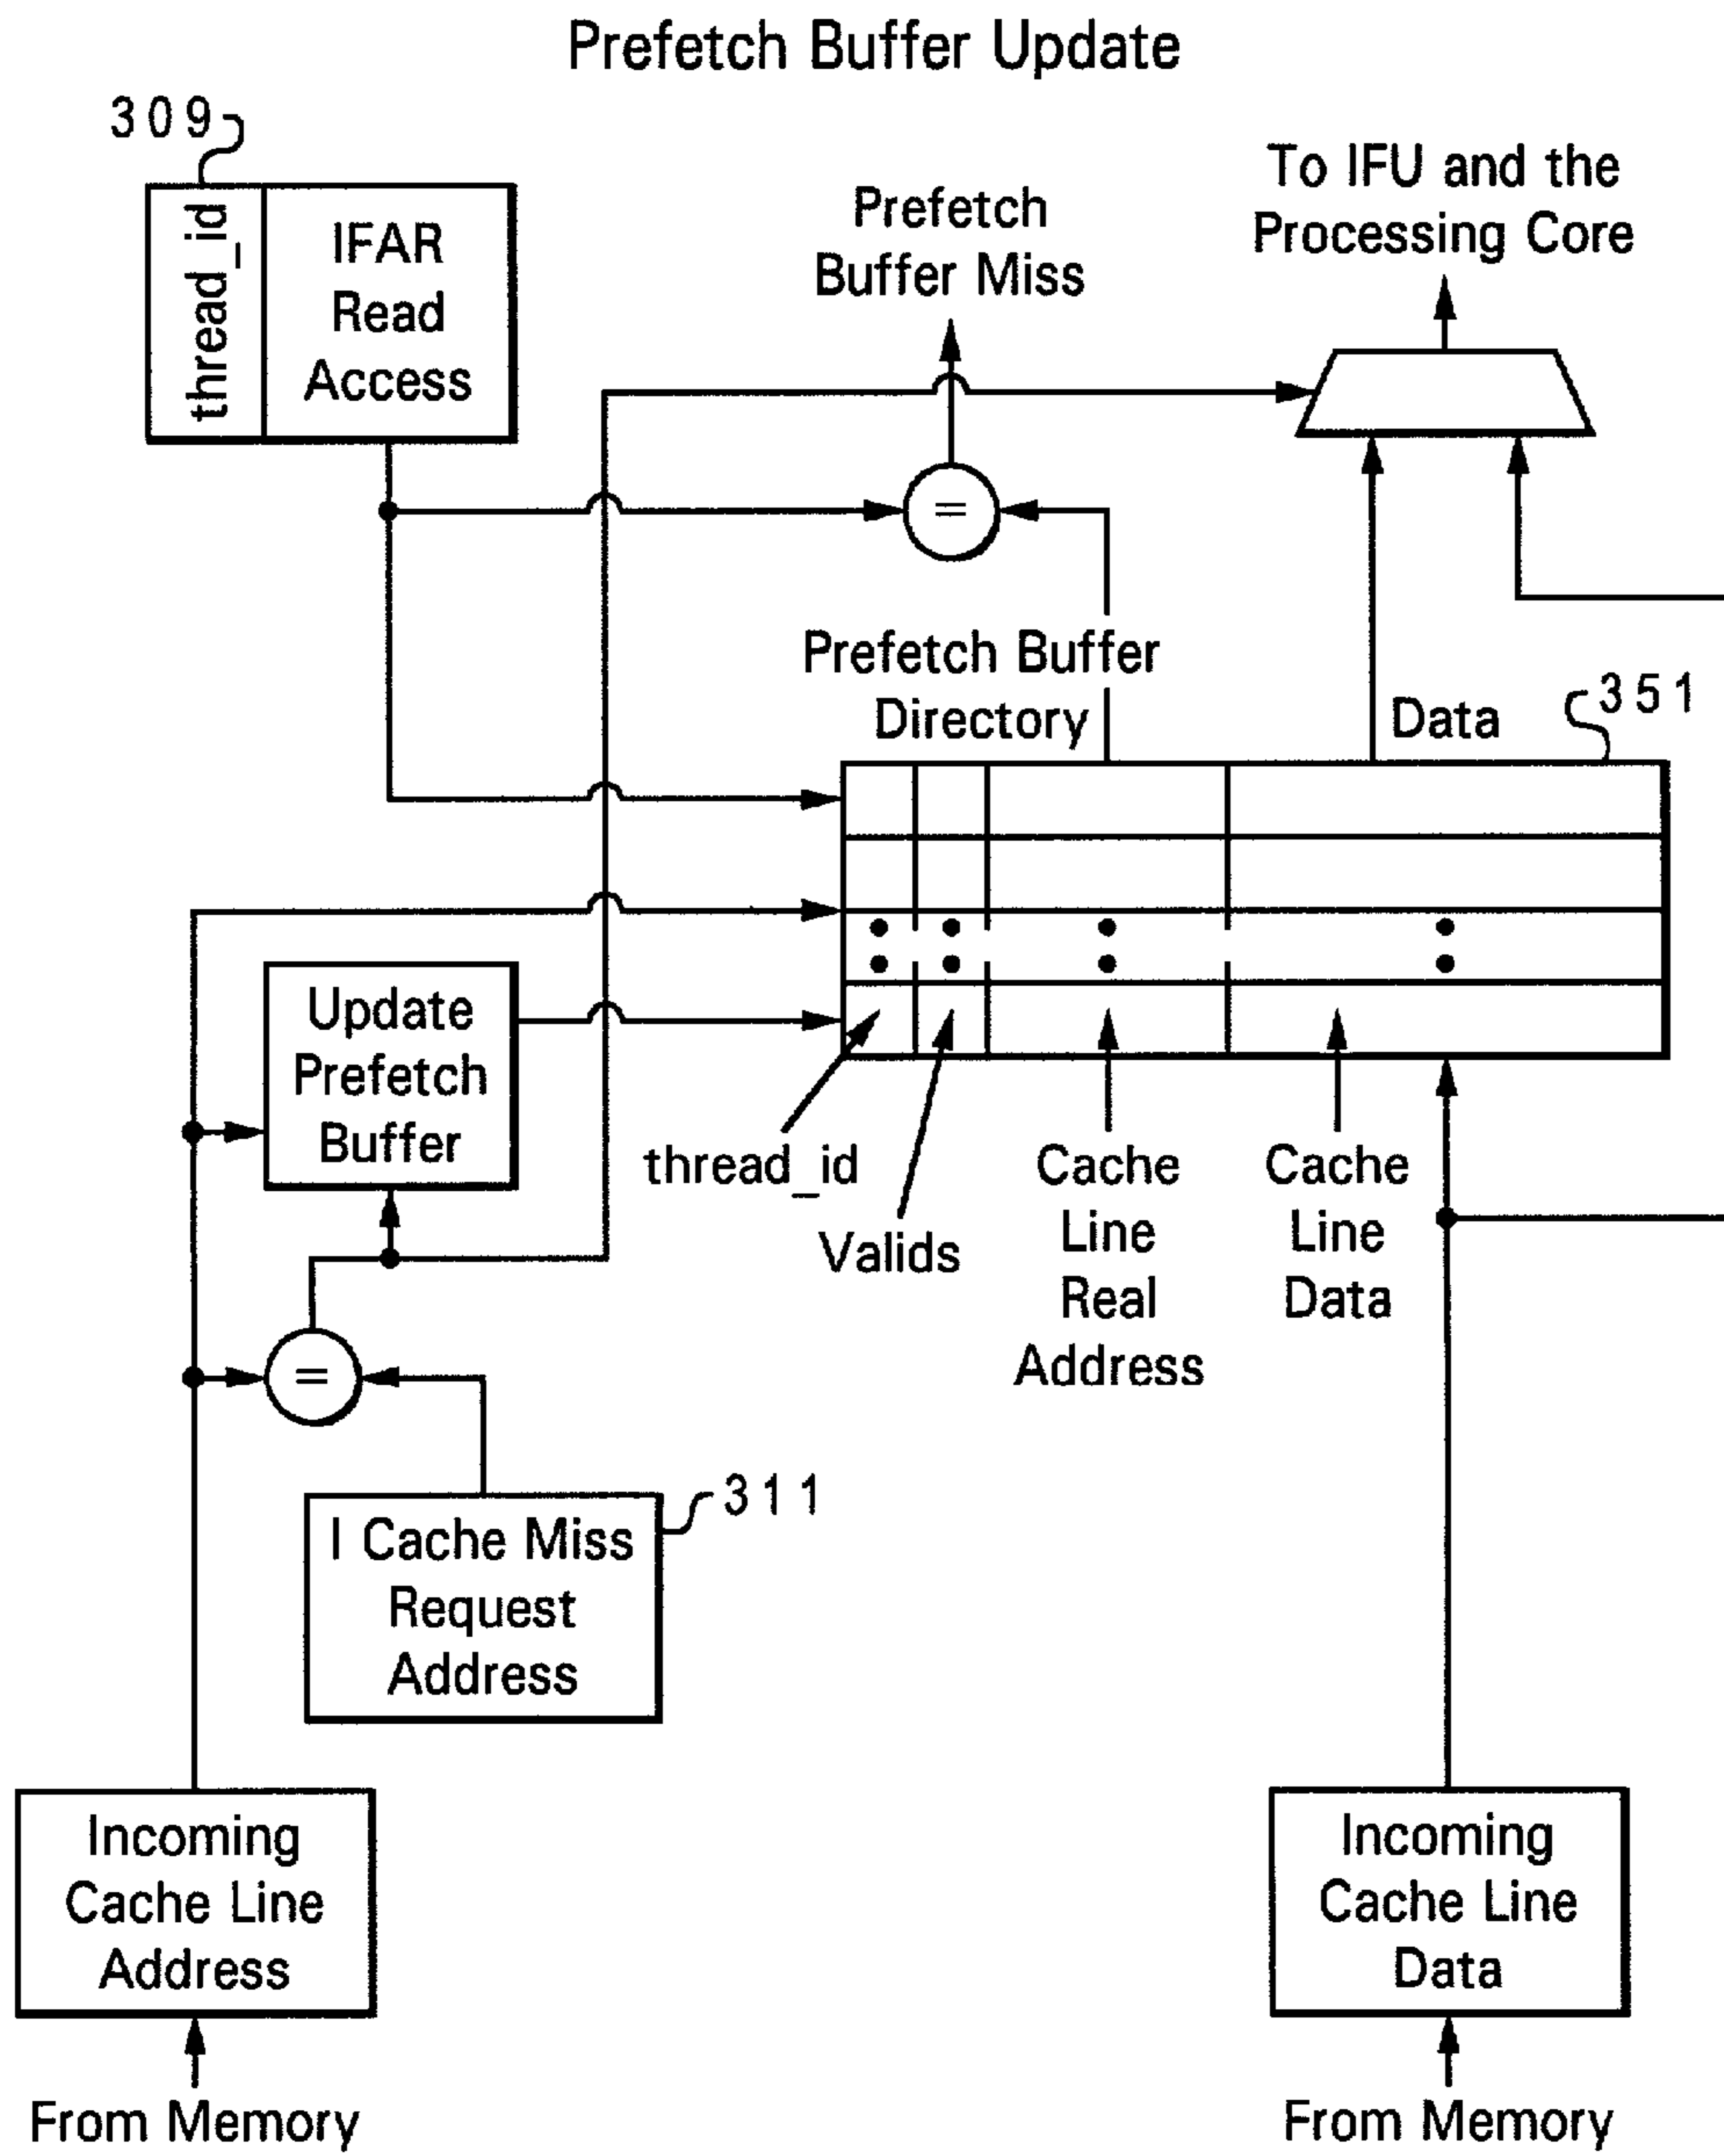 Prefetch Buffer Update
309
thread_id
IFAR
Read
Access
Prefetch
Buffer Miss
To IFU and the
Processing Core
=
Prefetch Buffer
Directory
Data
351
Update
Prefetch
Buffer
thread_id
Valids
Cache
Line
Real
Address
Cache
Line
Data
=
311
I Cache Miss
Request
Address
Incoming
Cache Line
Address
Incoming
Cache Line
Data
From Memory
From Memory